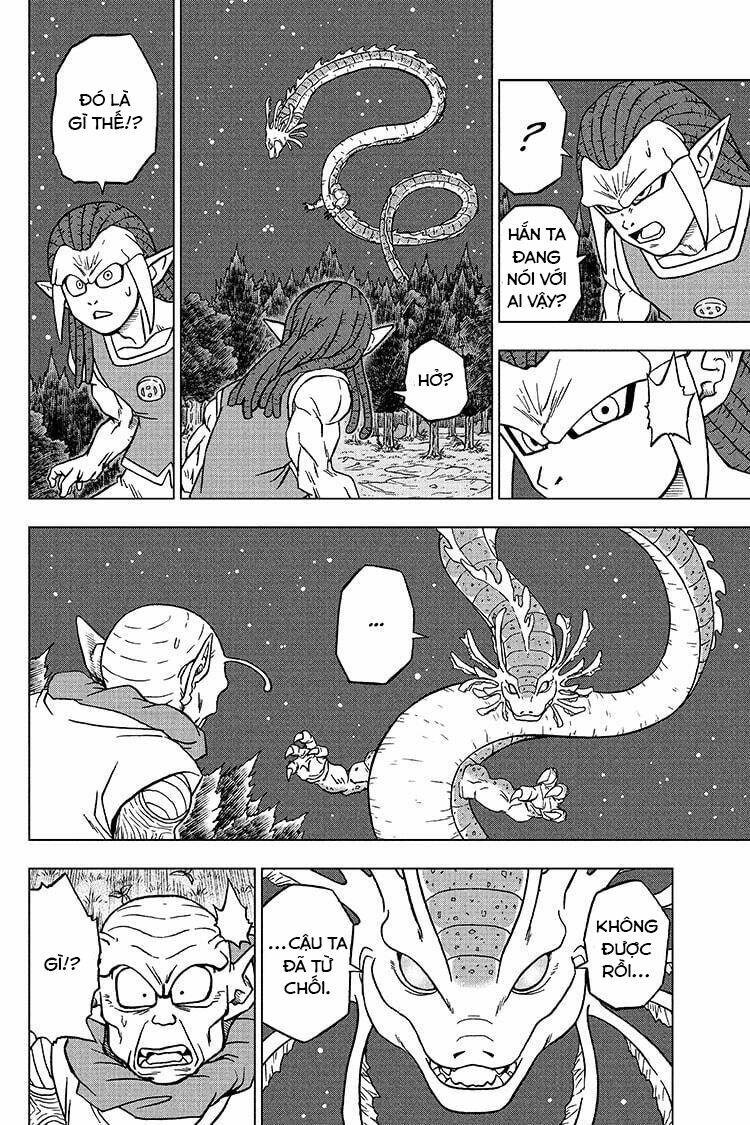 ?
HẮN TA
ĐANG
NÓI VỚI
AI VẬY?
HỞ?
ĐÓ LÀ
GÌ THẾ!?
...
KHÔNG
ĐƯỢC
RỒI...
...CẬU TA
ĐÃ TỪ
CHỐI.
GÌ!?